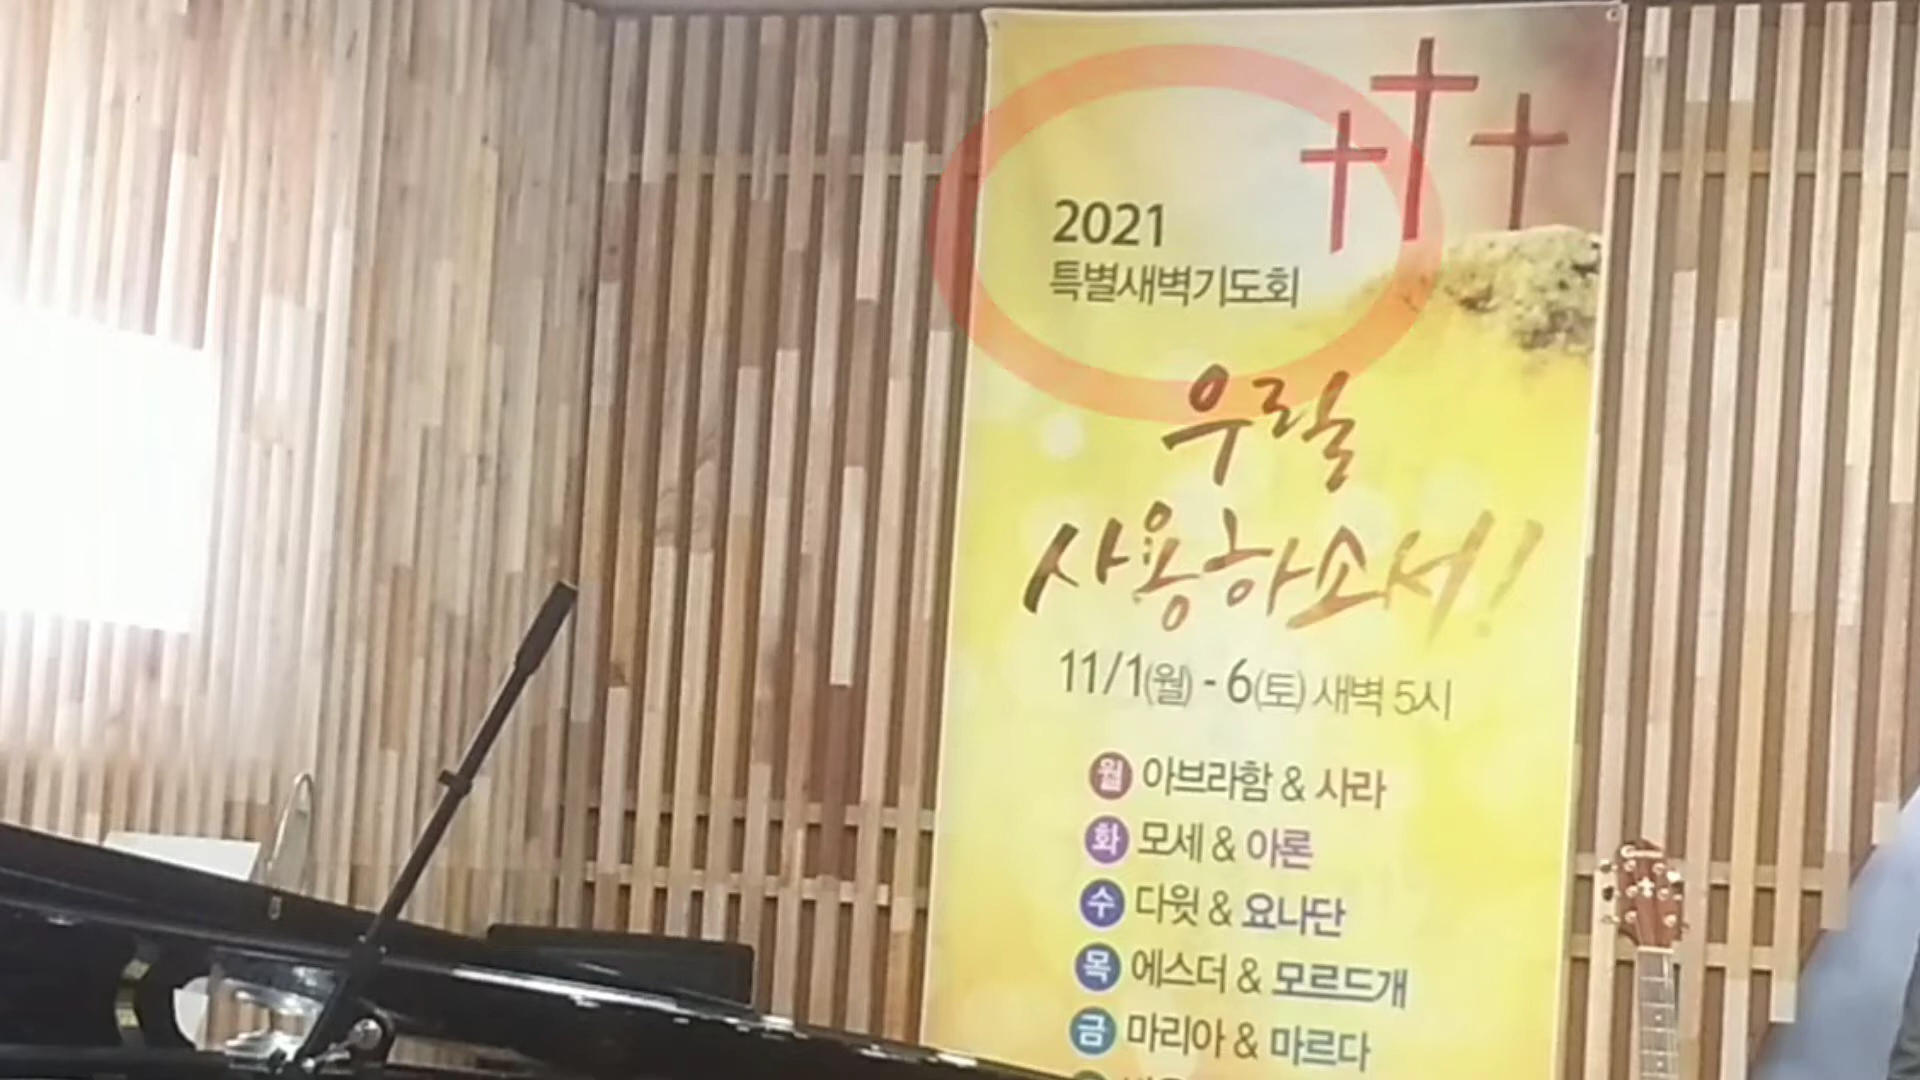 2021
특별새벽기도회
우릴
사용하소서!
11/1(월) - 6(토) 새벽 5시
월 아브라함 & 사라
화 모세 & 아론
수 다윗 & 요나단
목 에스더 & 모르드개
금 마리아 & 마르다